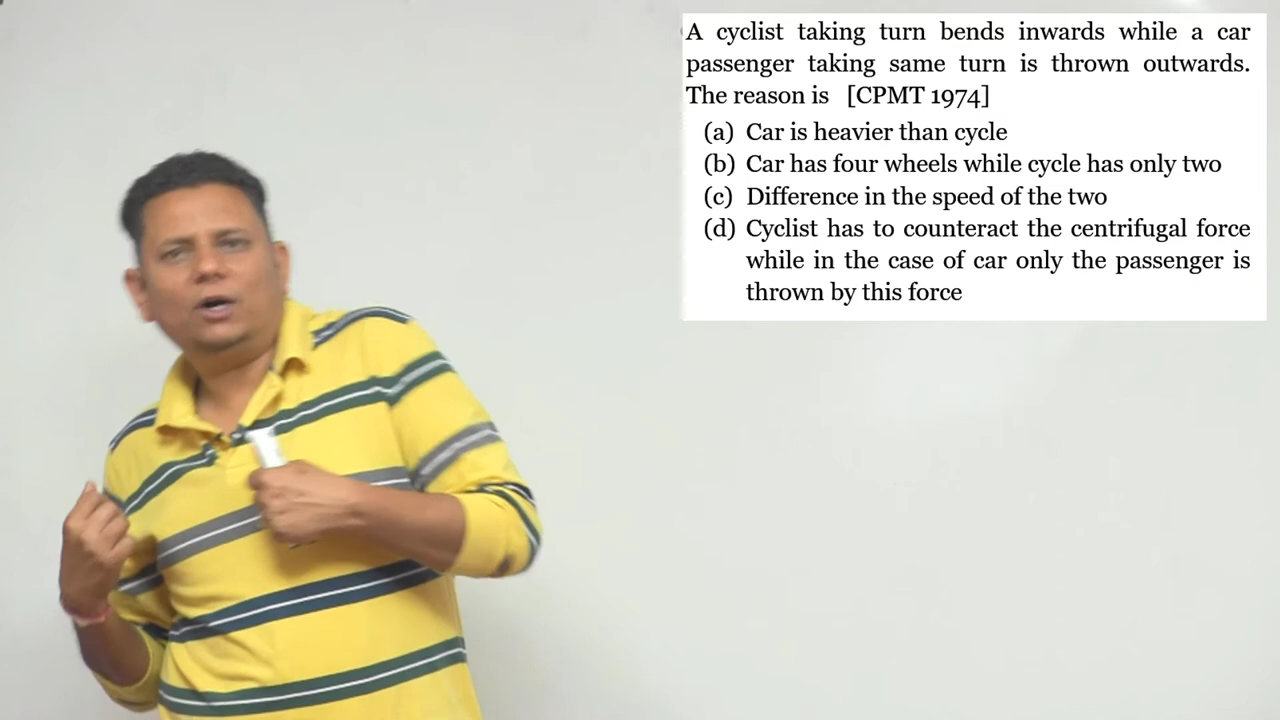 A cyclist taking turn bends inwards while a car
passenger taking same turn is thrown outwards.
The reason is [CPMT 1974]
(a) Car is heavier than cycle
(b) Car has four wheels while cycle has only two
(c) Difference in the speed of the two
(d) Cyclist has to counteract the centrifugal force
while in the case of car only the passenger is
thrown by this force